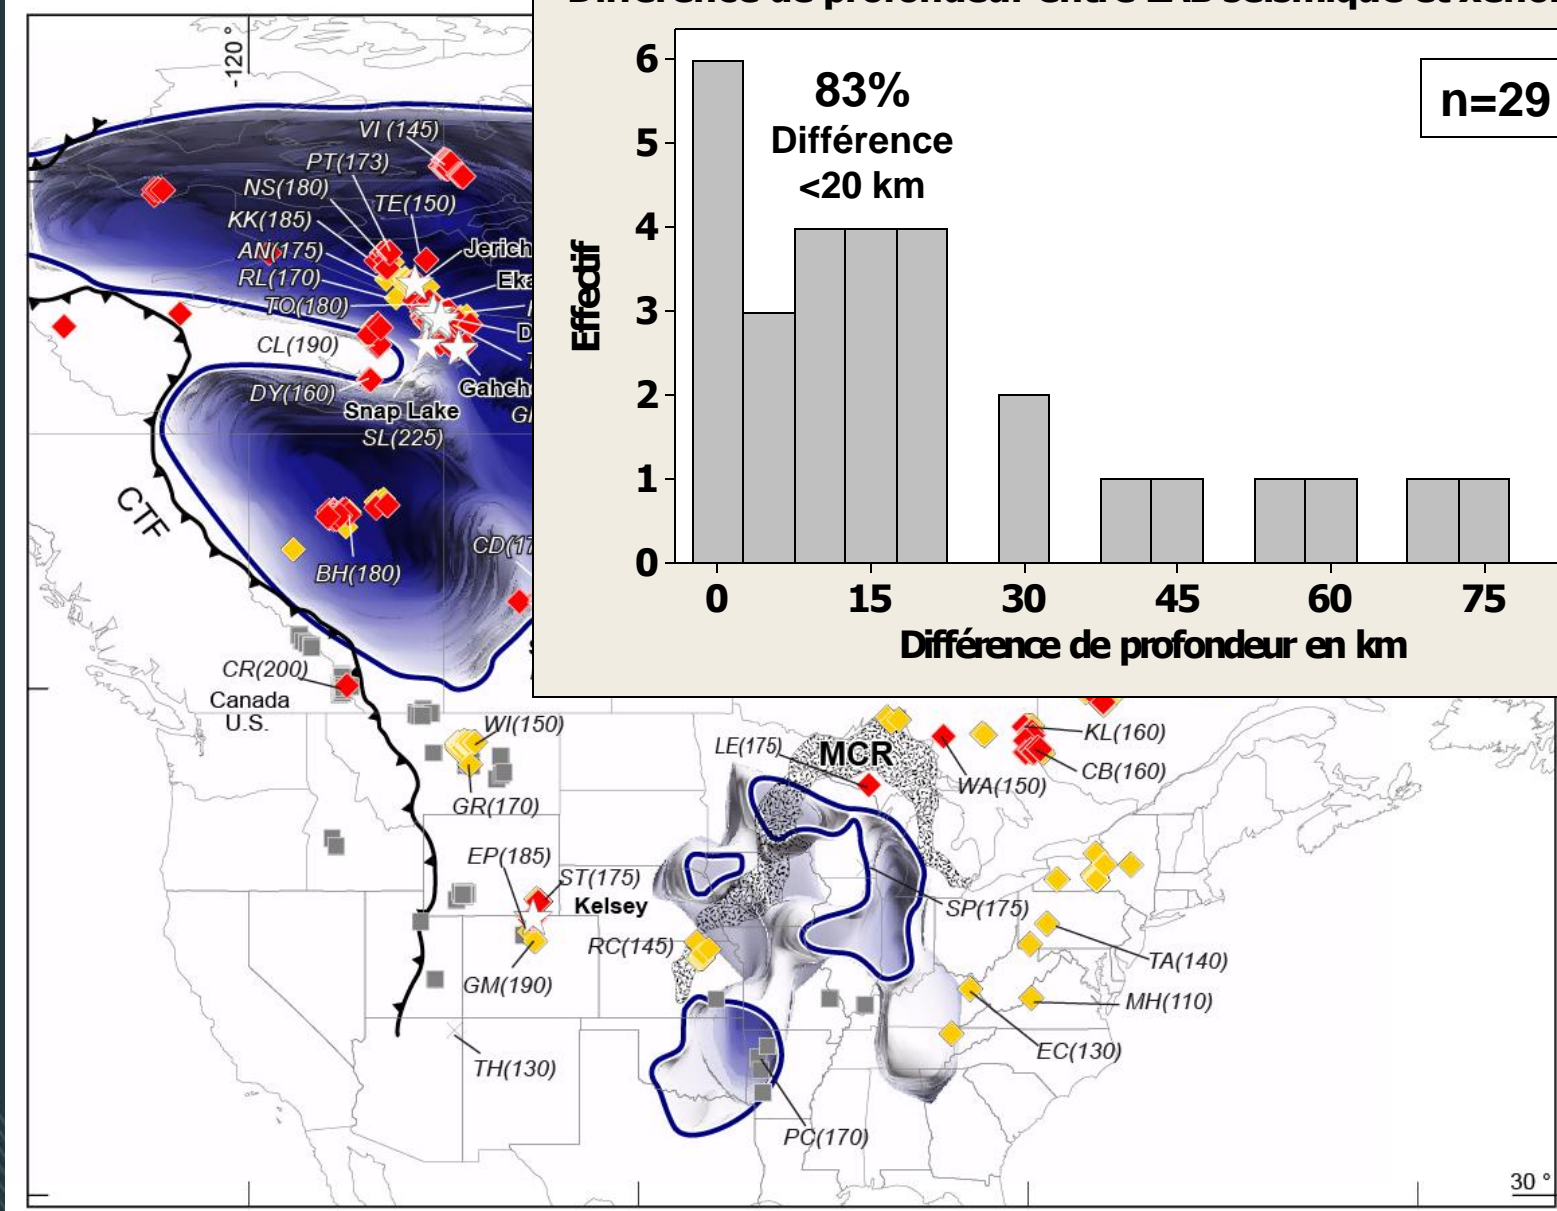 -120 °
VI (145)
PT(173)
NS(180)
TE(150)
KK(185)
AN(175)
RL(170)
TO(180)
CL(190)
DY(160)
Snap Lake
SL(225)
CTF
BH(180)
CR(200)
Canada
U.S.
n=29
83%
Différence
<20 km
Effectif
6
5
4
3
2
1
0
0 15 30 45 60 75
Différence de profondeur en km
WI(150)
GR(170)
EP(185)
ST(175)
Kelsey
RC(145)
GM(190)
TH(130)
LE(175)
MCR
KL(160)
CB(160)
WA(150)
SP(175)
TA(140)
MH(110)
EC(130)
PC(170)
30 °